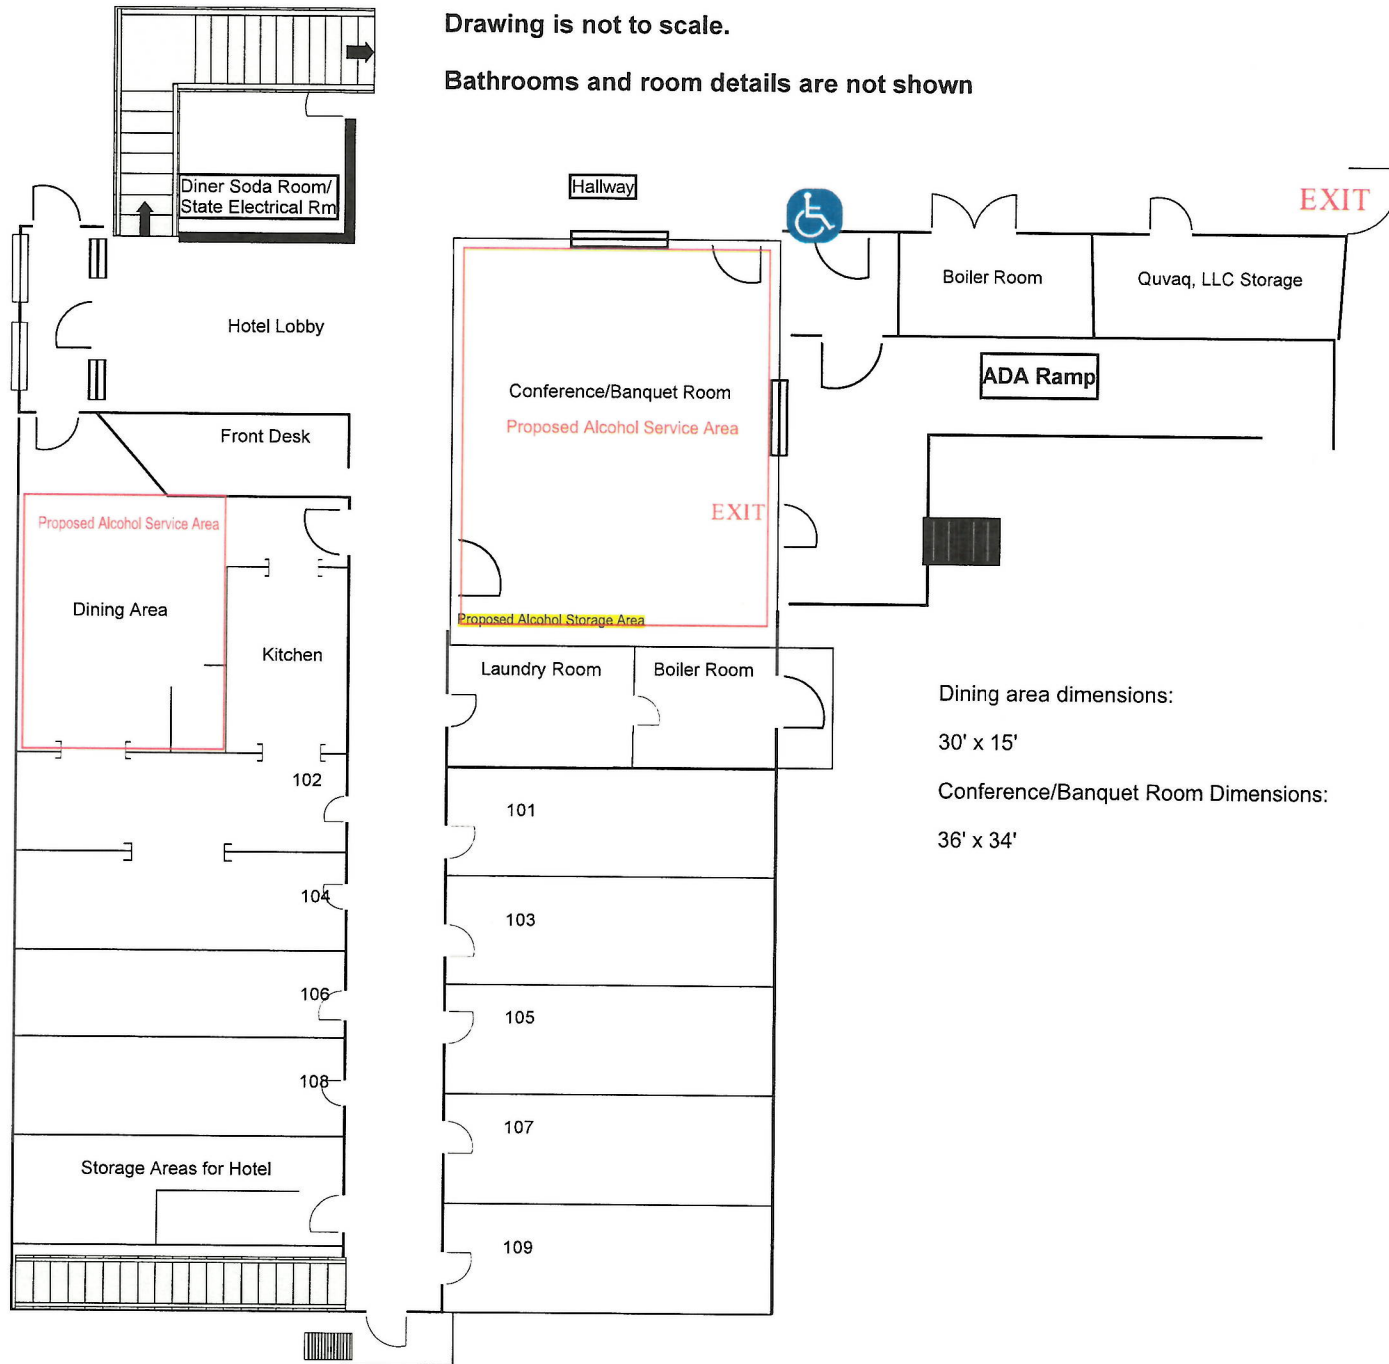 Drawing is not to scale.
Bathrooms and room details are not shown
Diner Soda Room/
State Electrical Rm
Hallway
EXIT
Boiler Room
Quvaq, LLC Storage
Hotel Lobby
ADA Ramp
Conference/Banquet Room
Proposed Alcohol Service Area
Front Desk
EXIT
Proposed Alcohol Service Area
Dining Area
Proposed Alcohol Storage Area
Kitchen
Laundry Room
Boiler Room
Dining area dimensions:
30' x 15'
Conference/Banquet Room Dimensions:
36' x 34'
102
101
104
103
106
105
108
107
Storage Areas for Hotel
109